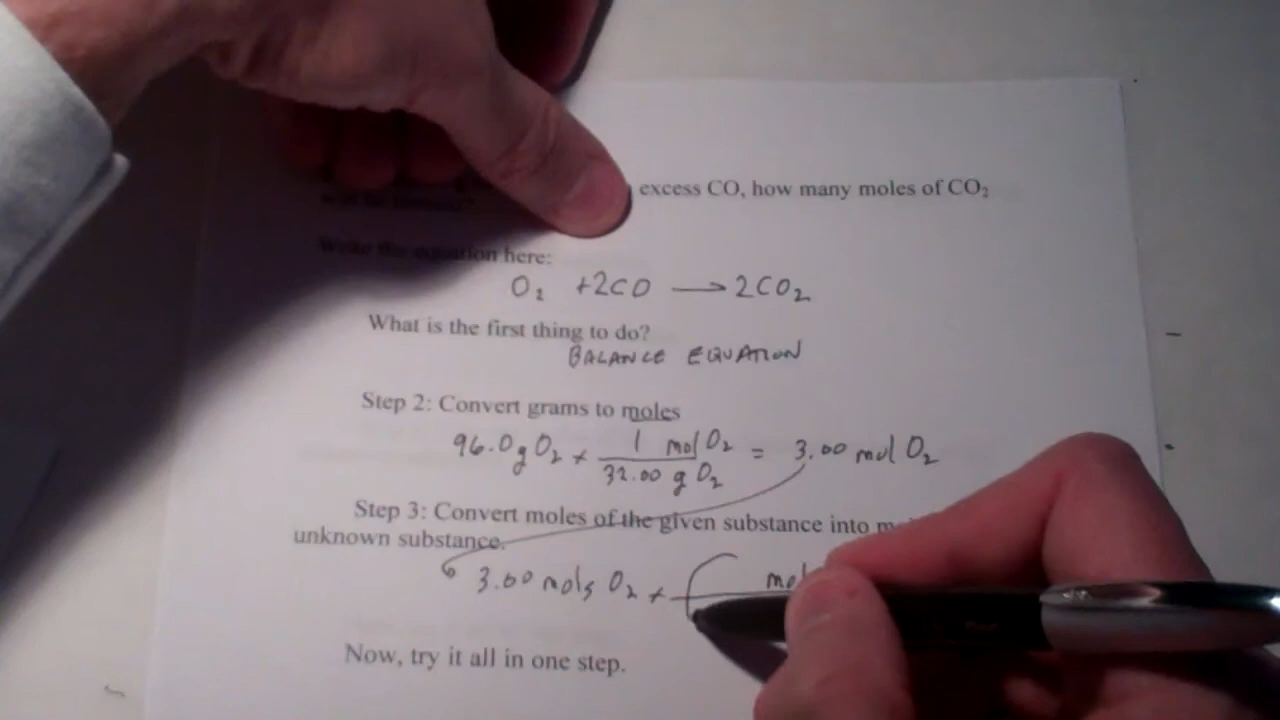 excess CO, how many moles of CO₂
Write the equation here:
O₂ +2CO → 2CO₂
What is the first thing to do?
BALANCE EQUATION
Step 2: Convert grams to moles
96.0g O₂ × 1 mol O₂ / 32.00 g O₂ = 3.00 mol O₂
Step 3: Convert moles of the given substance into
unknown substance.
3.00 mols O₂ × ( mol
Now, try it all in one step.